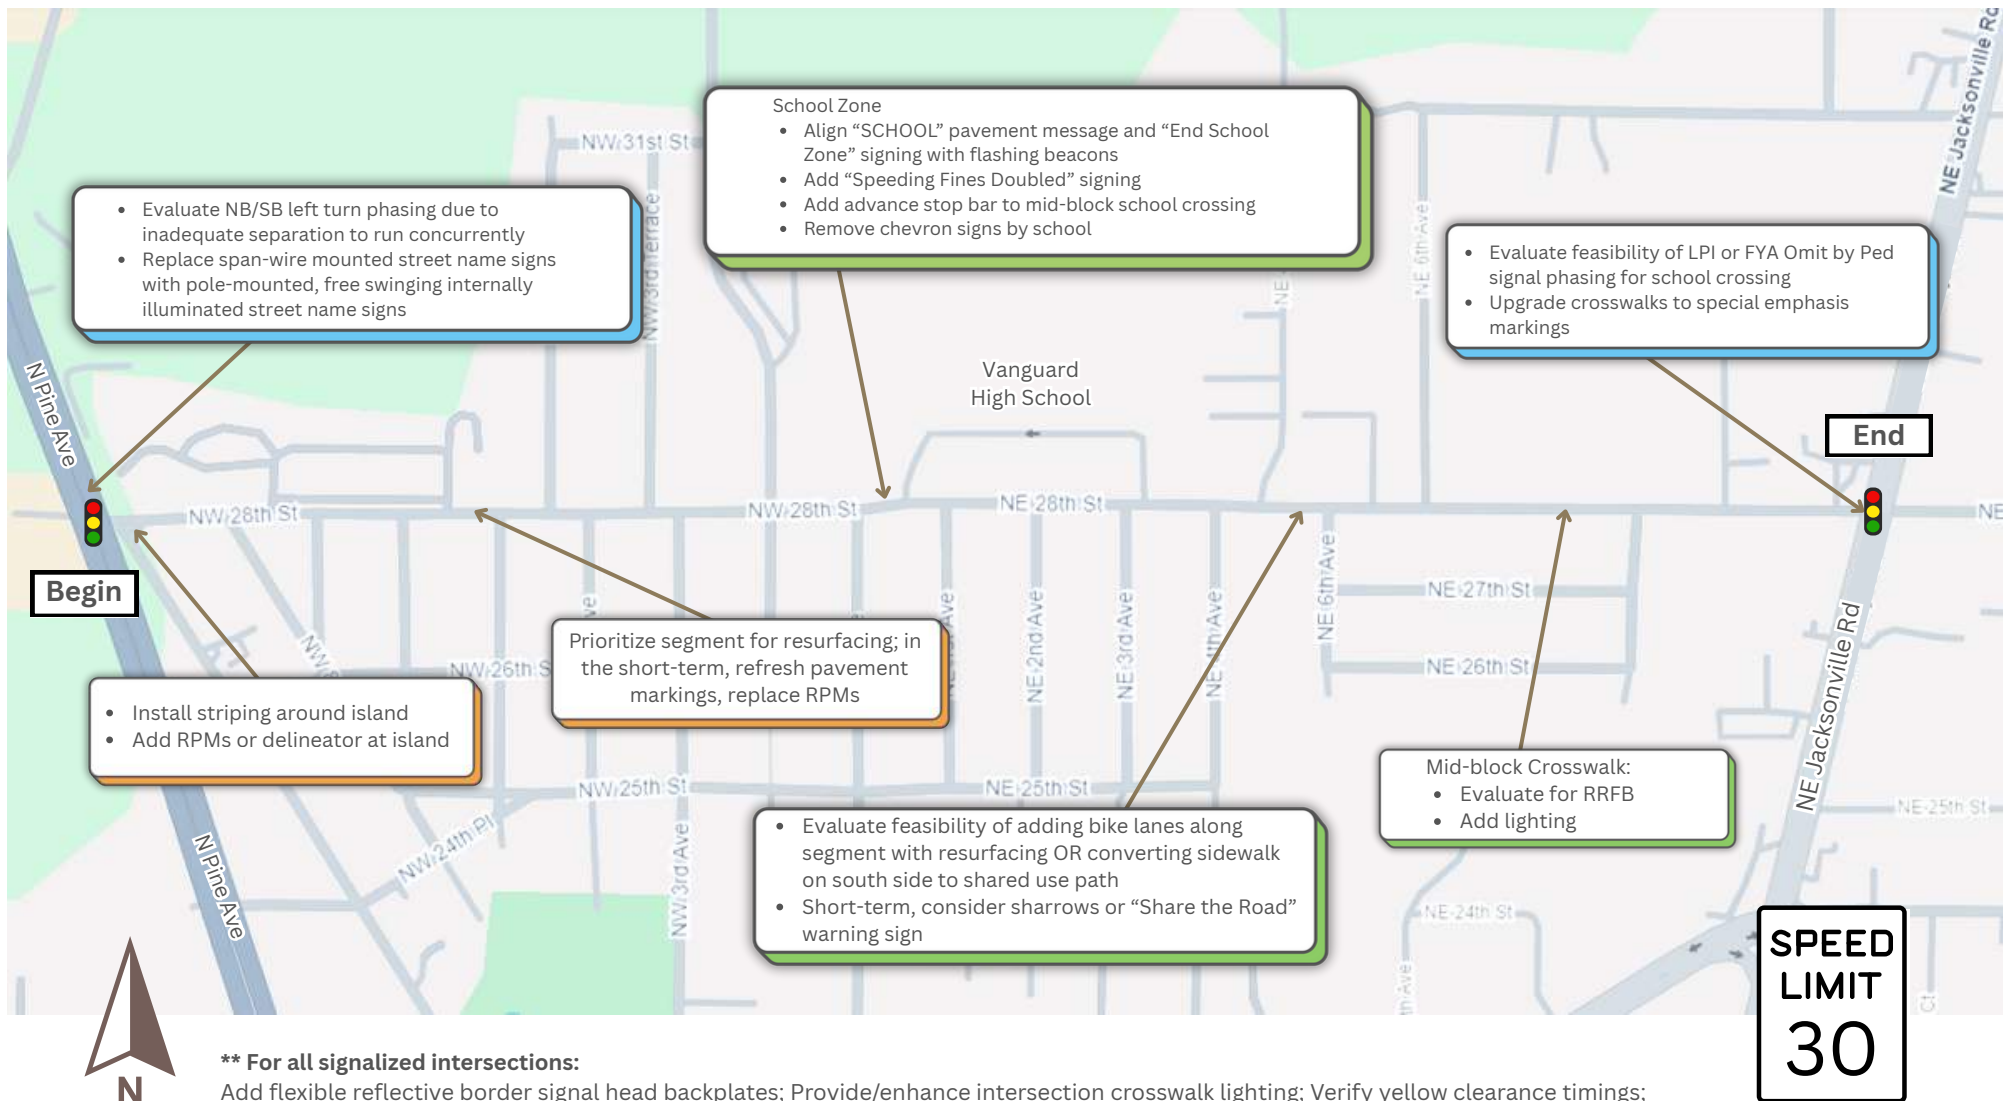 NE Jacksonville Rd
School Zone
• Align “SCHOOL” pavement message and “End School
Zone” signing with flashing beacons
• Add “Speeding Fines Doubled” signing
• Add advance stop bar to mid-block school crossing
• Remove chevron signs by school
NW 31st St
• Evaluate NB/SB left turn phasing due to
inadequate separation to run concurrently
• Replace span-wire mounted street name signs
with pole-mounted, free swinging internally
illuminated street name signs
NW 3rd Terrace
NE
NE 6th Ave
• Evaluate feasibility of LPI or FYA Omit by Ped
signal phasing for school crossing
• Upgrade crosswalks to special emphasis
markings
N Pine Ave
Vanguard
High School
End
NW 28th St
NW 28th St
NE 28th St
NE
Begin
NE 6th Ave
NE 27th St
NE 26th St
NW 26th S
Prioritize segment for resurfacing; in
the short-term, refresh pavement
markings, replace RPMs
NE 2nd Ave
NE 3rd Ave
NE 4th Ave
• Install striping around island
• Add RPMs or delineator at island
NW 25th St
NE 25th St
NE Jacksonville Rd
Mid-block Crosswalk:
• Evaluate for RRFB
• Add lighting
NE 25th St
NW 24th Pl
N Pine Ave
NW 3rd Ave
• Evaluate feasibility of adding bike lanes along
segment with resurfacing OR converting sidewalk
on south side to shared use path
• Short-term, consider sharrows or “Share the Road”
warning sign
NE 24th St
Ct
SPEED
LIMIT
30
N
** For all signalized intersections:
Add flexible reflective border signal head backplates; Provide/enhance intersection crosswalk lighting; Verify yellow clearance timings;